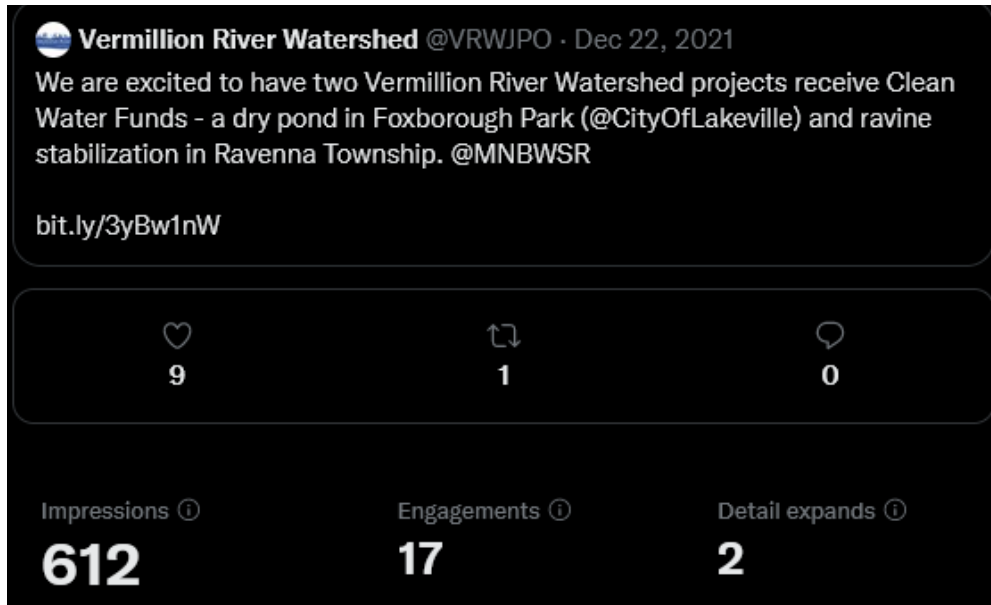 Vermillion River Watershed @VRWJPO · Dec 22, 2021
We are excited to have two Vermillion River Watershed projects receive Clean
Water Funds - a dry pond in Foxborough Park (@CityOfLakeville) and ravine
stabilization in Ravenna Township. @MNBWSR
bit.ly/3yBw1nW
9 1 0
Impressions Engagements Detail expands
612 17 2